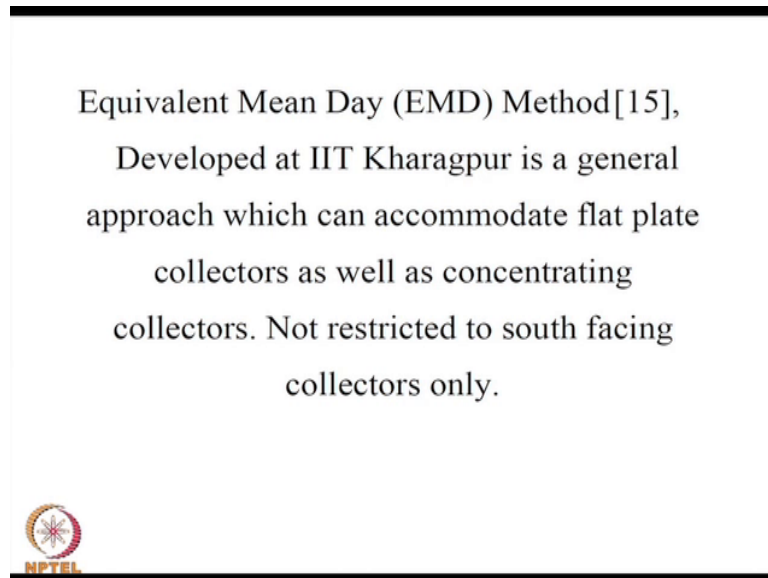 Equivalent Mean Day (EMD) Method[15],
Developed at IIT Kharagpur is a general
approach which can accommodate flat plate
collectors as well as concentrating
collectors. Not restricted to south facing
collectors only.
NPTEL